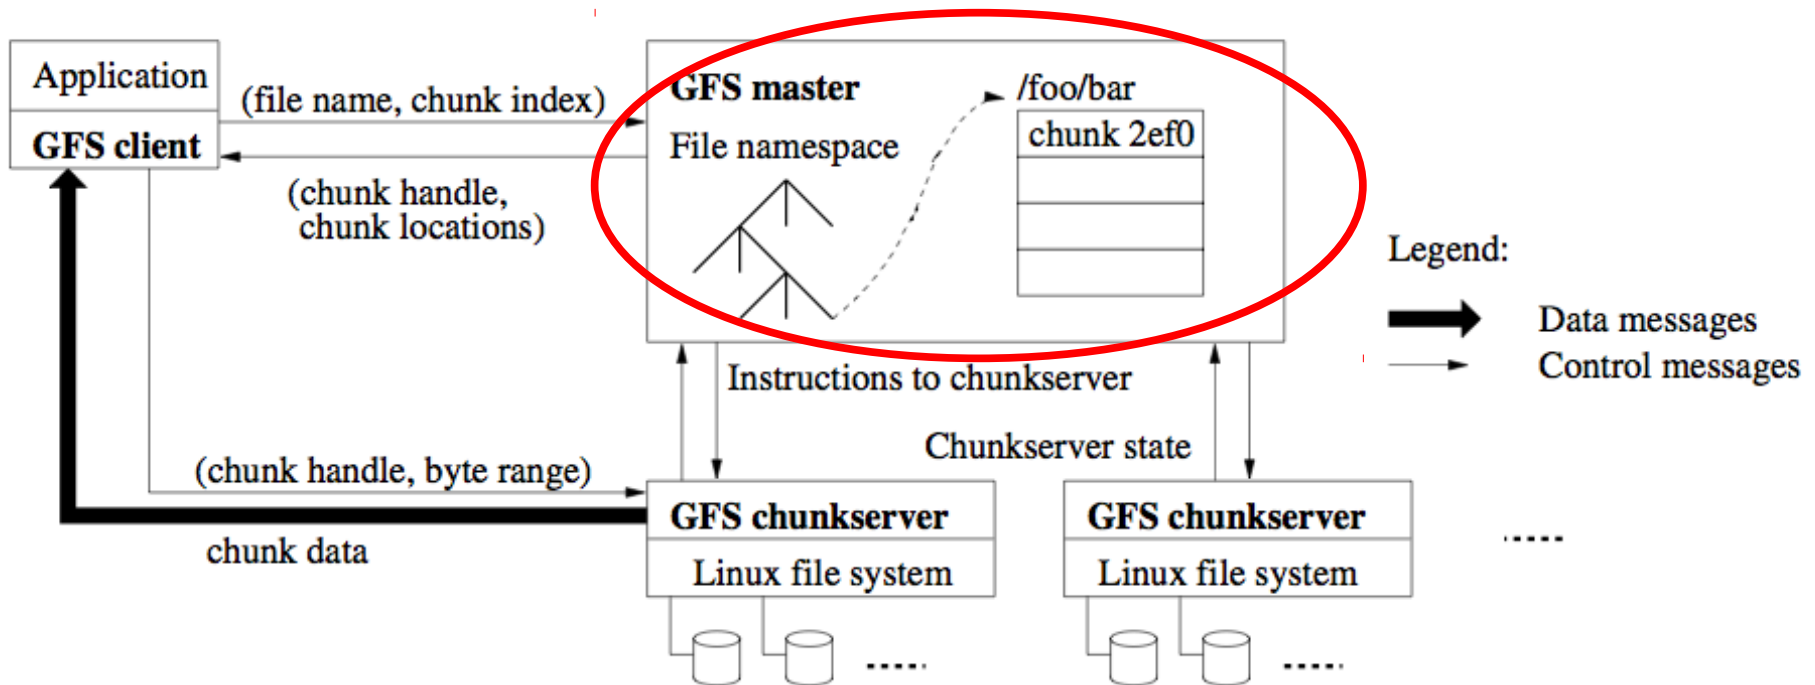 Application
GFS client
(file name, chunk index)
(chunk handle,
chunk locations)
GFS master
File namespace
/foo/bar
chunk 2ef0
Legend:
Data messages
Control messages
Instructions to chunkserver
Chunkserver state
(chunk handle, byte range)
chunk data
GFS chunkserver
Linux file system
GFS chunkserver
Linux file system